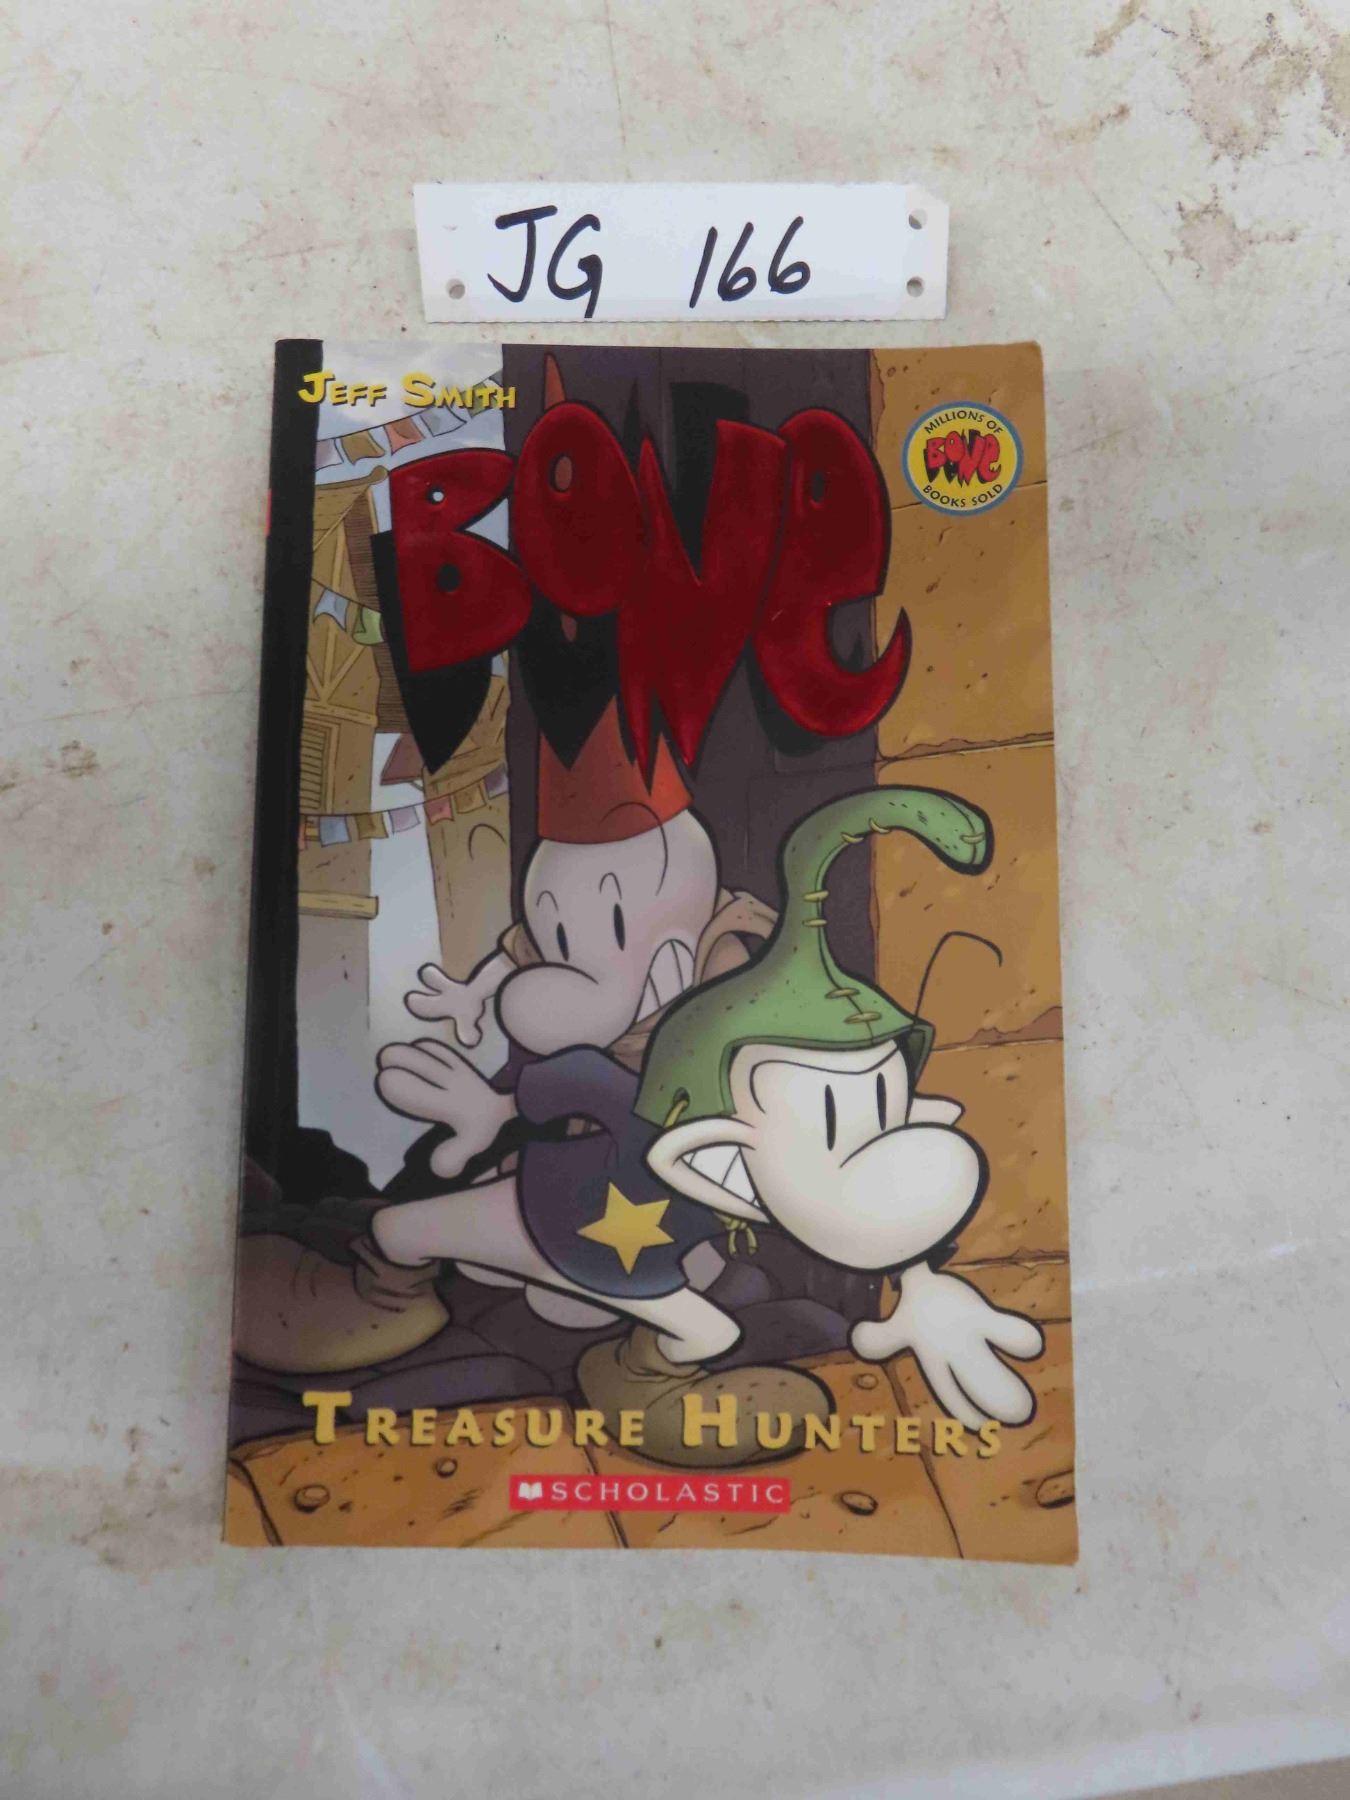 JG 166
JEFF SMITH
BONE
MILLIONS OF
BONE
BOOKS SOLD
TREASURE HUNTERS
SCHOLASTIC